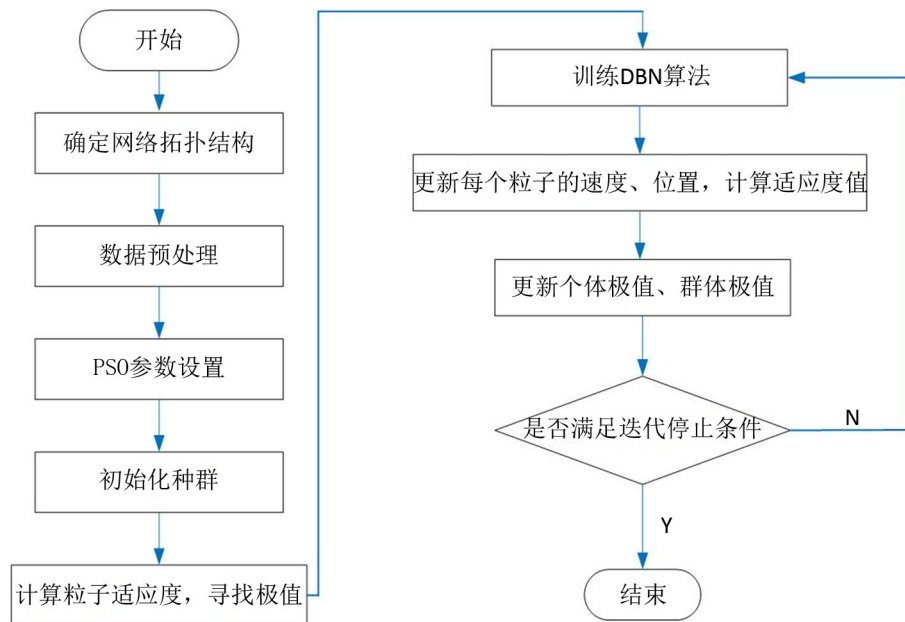 开始
确定网络拓扑结构
数据预处理
PSO参数设置
初始化种群
计算粒子适应度，寻找极值
训练DBN算法
更新每个粒子的速度、位置，计算适应度值
更新个体极值、群体极值
是否满足迭代停止条件
N
Y
结束